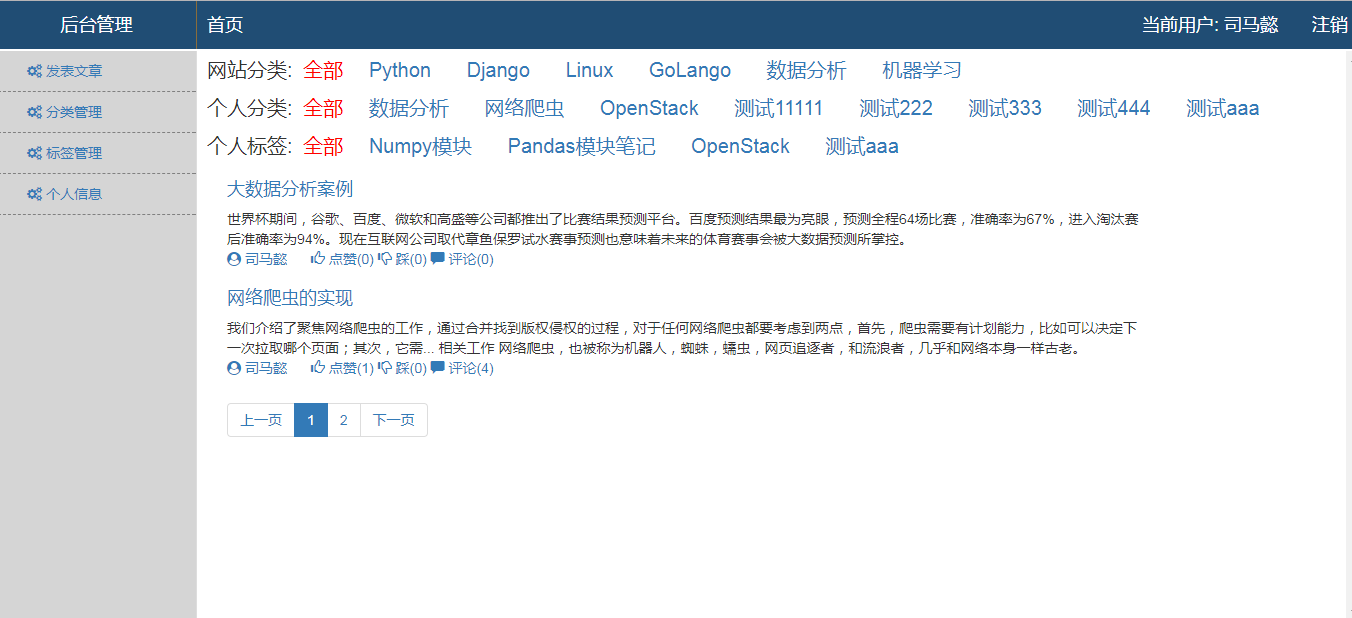 后台管理 首页 当前用户: 司马懿 注销
发表文章
分类管理
标签管理
个人信息
网站分类: 全部 Python Django Linux GoLango 数据分析 机器学习
个人分类: 全部 数据分析 网络爬虫 OpenStack 测试11111 测试222 测试333 测试444 测试aaa
个人标签: 全部 Numpy模块 Pandas模块笔记 OpenStack 测试aaa
大数据分析案例
世界杯期间，谷歌、百度、微软和高盛等公司都推出了比赛结果预测平台。百度预测结果最为亮眼，预测全程64场比赛，准确率为67%，进入淘汰赛
后准确率为94%。现在互联网公司取代章鱼保罗试水赛事预测也意味着未来的体育赛事会被大数据预测所掌控。
司马懿 点赞(0) 踩(0) 评论(0)
网络爬虫的实现
我们介绍了聚焦网络爬虫的工作，通过合并找到版权侵权的过程，对于任何网络爬虫都要考虑到两点，首先，爬虫需要有计划能力，比如可以决定下
一次拉取哪个页面；其次，它需... 相关工作 网络爬虫，也被称为机器人，蜘蛛，蠕虫，网页追逐者，和流浪者，几乎和网络本身一样古老。
司马懿 点赞(1) 踩(0) 评论(4)
上一页 1 2 下一页